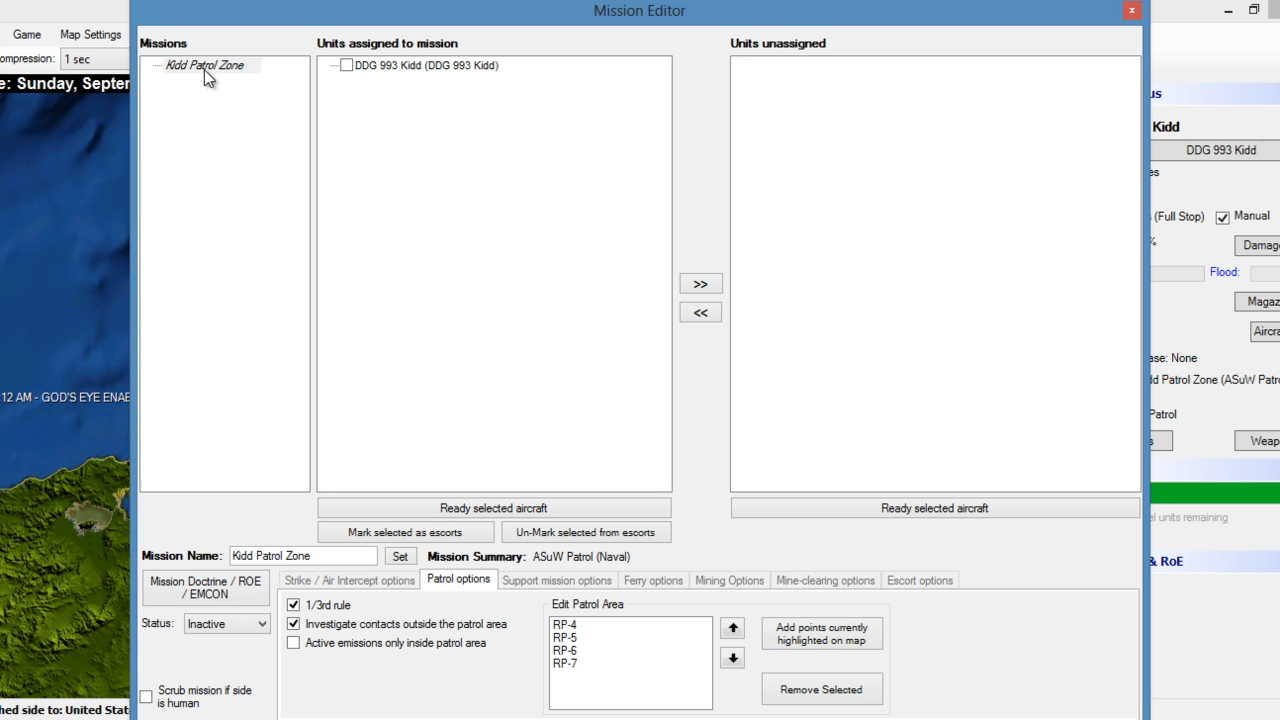 Mission Editor
Game Map Settings
ompression: 1 sec
e: Sunday, Septer
Missions
Kidd Patrol Zone
Units assigned to mission
DDG 993 Kidd (DDG 993 Kidd)
Units unassigned
>>
<<
:12 AM - GOD'S EYE ENAE
us
Kidd
DDG 993 Kidd
es
(Full Stop) Manual
%
Damag
Flood:
Magaz
Aircra
ase: None
dd Patrol Zone (ASuW Patro
Patrol
s Weap
el units remaining
& RoE
Ready selected aircraft
Ready selected aircraft
Mark selected as escorts
Un-Mark selected from escorts
Mission Name: Kidd Patrol Zone Set Mission Summary: ASuW Patrol (Naval)
Mission Doctrine / ROE
/ EMCON
Status: Inactive
Scrub mission if side
is human
Strike / Air Intercept options Patrol options Support mission options Ferry options Mining Options Mine-clearing options Escort options
1/3rd rule
Investigate contacts outside the patrol area
Active emissions only inside patrol area
Edit Patrol Area
RP-4
RP-5
RP-6
RP-7
Add points currently
highlighted on map
Remove Selected
hed side to: United Stat